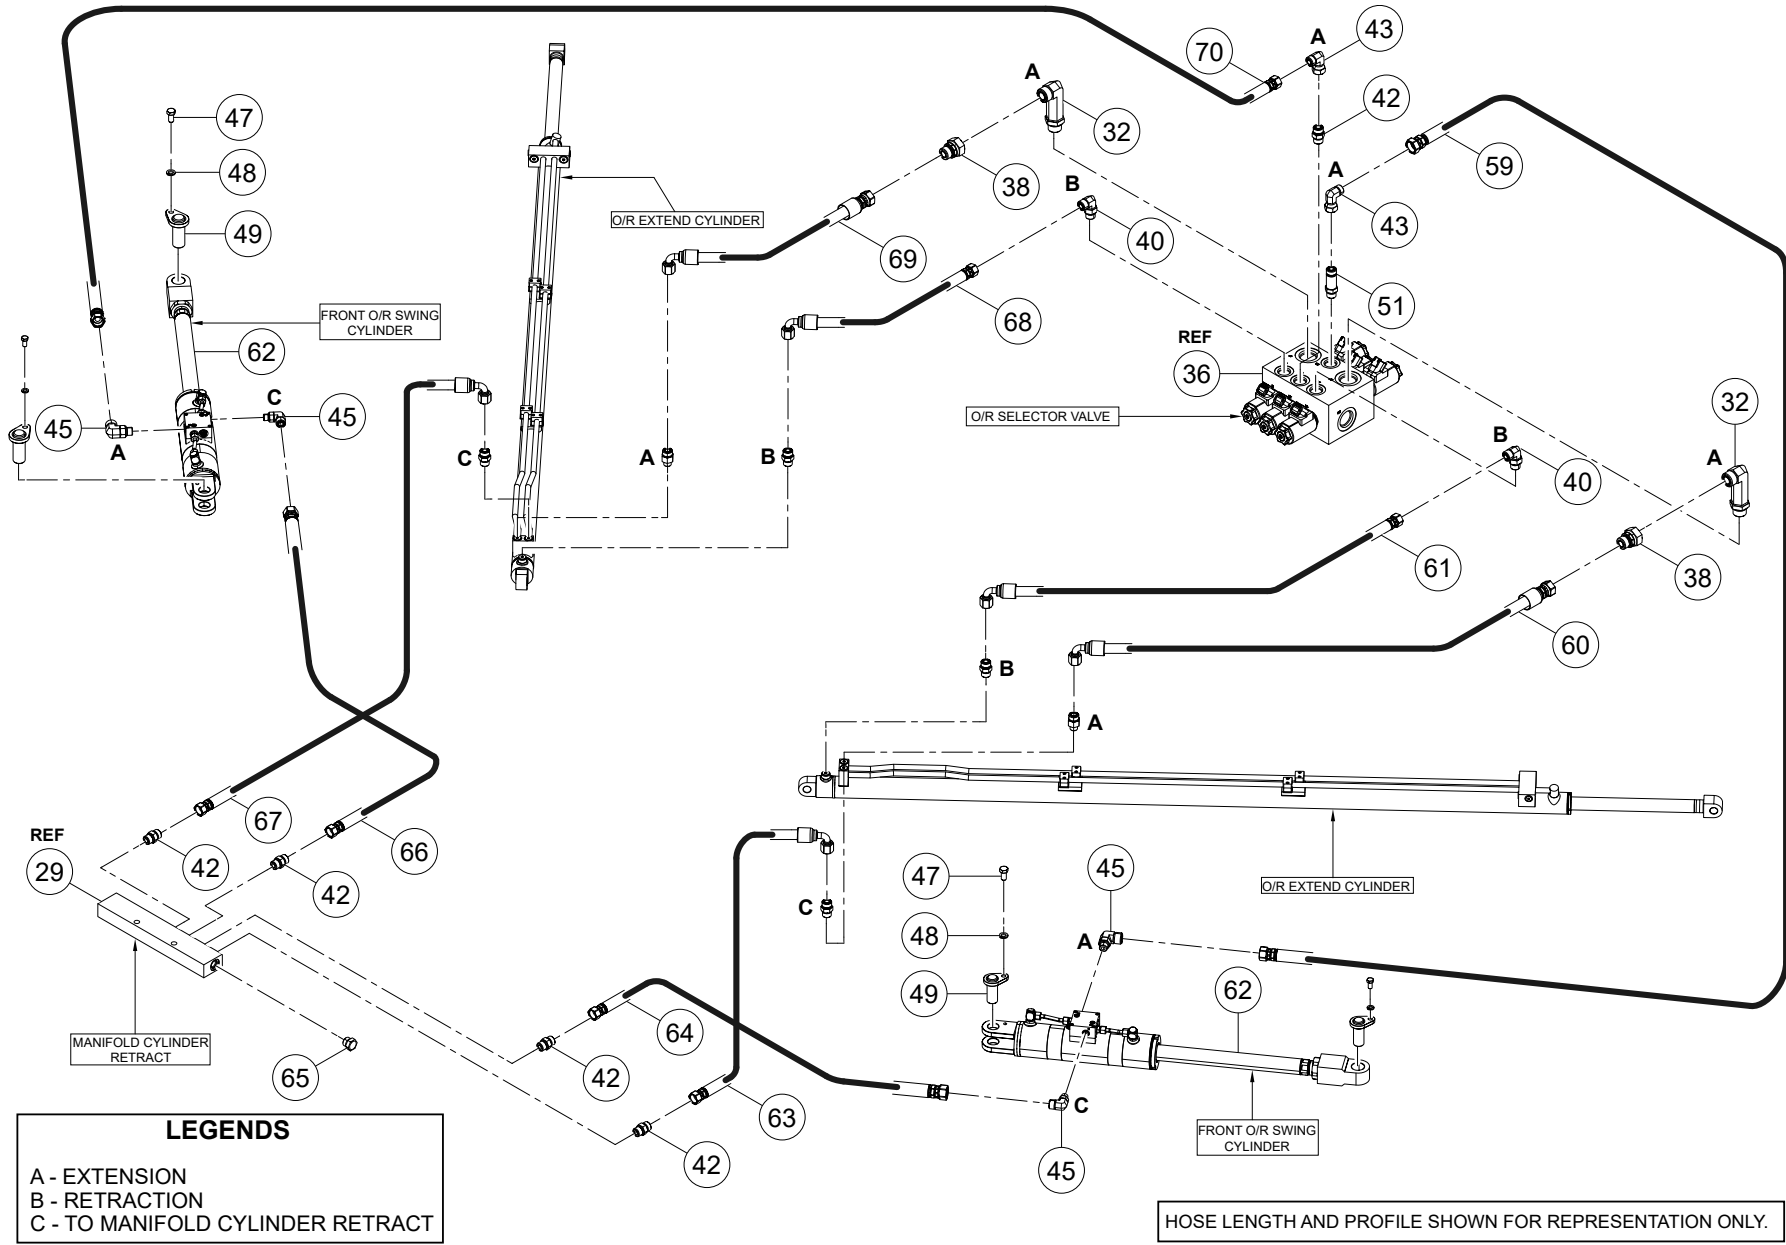 A
43
70
A
32
42
47
48
38
59
A
O/R EXTEND CYLINDER
B
49
40
43
69
51
FRONT O/R SWING
CYLINDER
68
REF
62
36
C
45
45
A
O/R SELECTOR VALVE
32
C
A
B
B
A
40
61
38
60
B
A
67
REF
42
66
29
42
O/R EXTEND CYLINDER
47
45
C
48
A
49
62
MANIFOLD CYLINDER
RETRACT
64
65
42
63
C
FRONT O/R SWING
CYLINDER
42
45
LEGENDS
A - EXTENSION
B - RETRACTION
C - TO MANIFOLD CYLINDER RETRACT
HOSE LENGTH AND PROFILE SHOWN FOR REPRESENTATION ONLY.